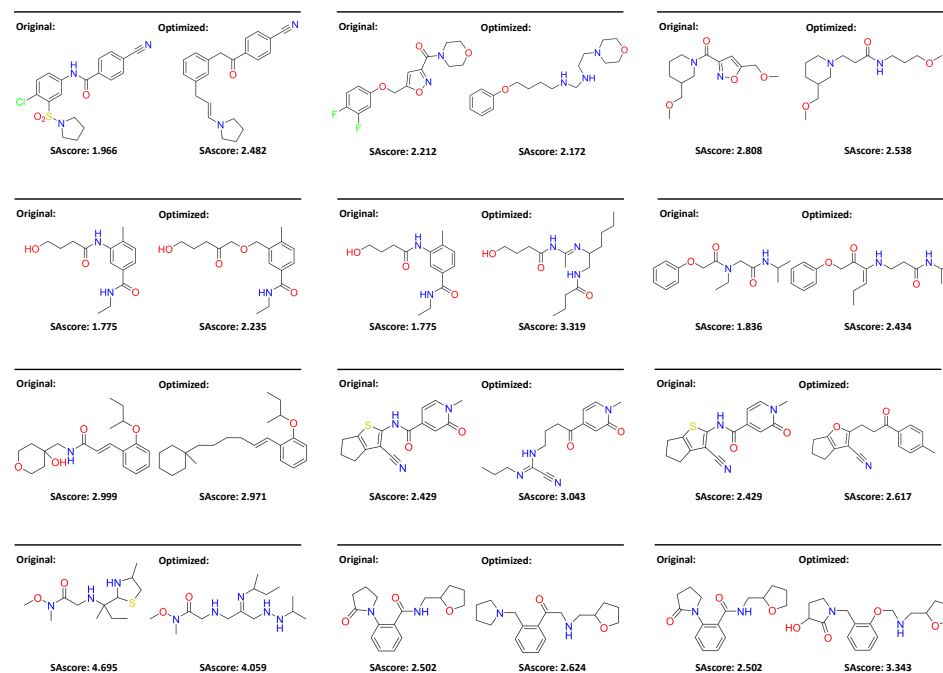 Original: Optimized: Original: Optimized: Original: Optimized:
SAscore: 1.966 SAscore: 2.482 SAscore: 2.212 SAscore: 2.172 SAscore: 2.808 SAscore: 2.538
Original: Optimized: Original: Optimized: Original: Optimized:
SAscore: 1.775 SAscore: 2.235 SAscore: 1.775 SAscore: 3.319 SAscore: 1.836 SAscore: 2.434
Original: Optimized: Original: Optimized: Original: Optimized:
SAscore: 2.999 SAscore: 2.971 SAscore: 2.429 SAscore: 3.043 SAscore: 2.429 SAscore: 2.617
Original: Optimized: Original: Optimized: Original: Optimized:
SAscore: 4.695 SAscore: 4.059 SAscore: 2.502 SAscore: 2.624 SAscore: 2.502 SAscore: 3.343